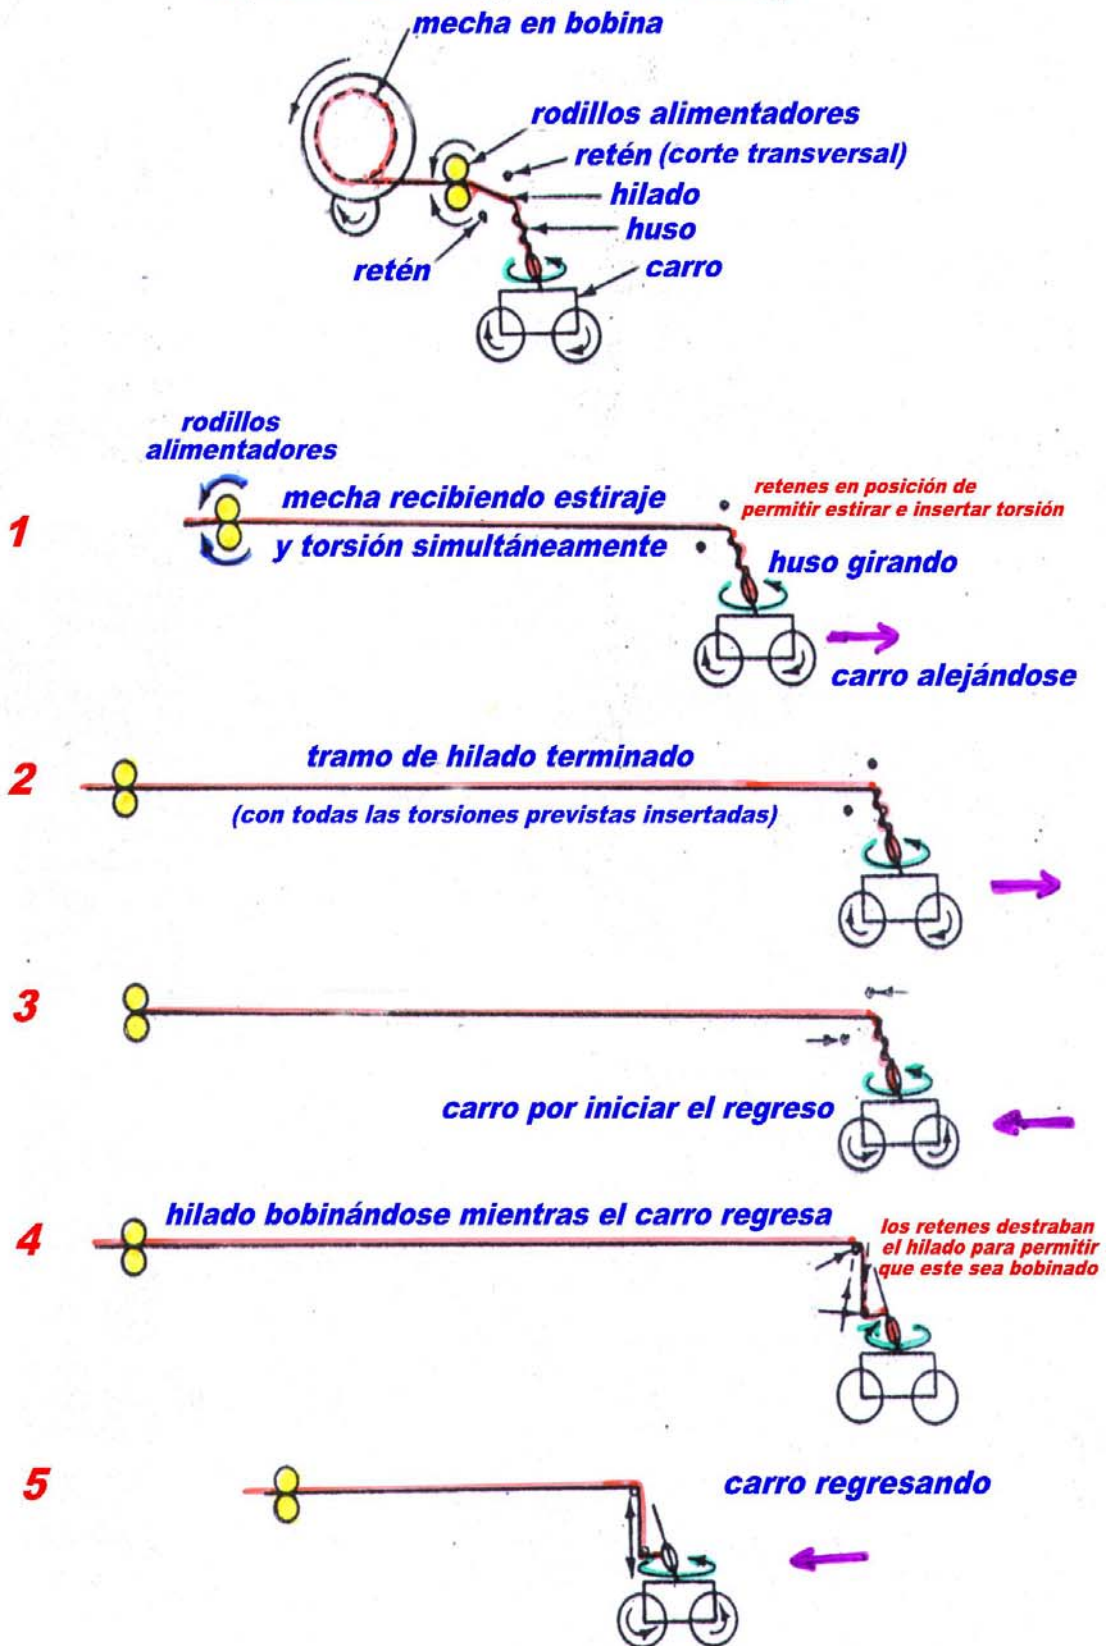 mecha en bobina
rodillos alimentadores
retén (corte transversal)
hilado
huso
retén
carro
rodillos
alimentadores
1
mecha recibiendo estiraje
y torsión simultáneamente
retenes en posición de
permitir estirar e insertar torsión
huso girando
carro alejándose
2
tramo de hilado terminado
(con todas las torsiones previstas insertadas)
3
carro por iniciar el regreso
4
hilado bobinándose mientras el carro regresa
los retenes destraban
el hilado para permitir
que este sea bobinado
5
carro regresando